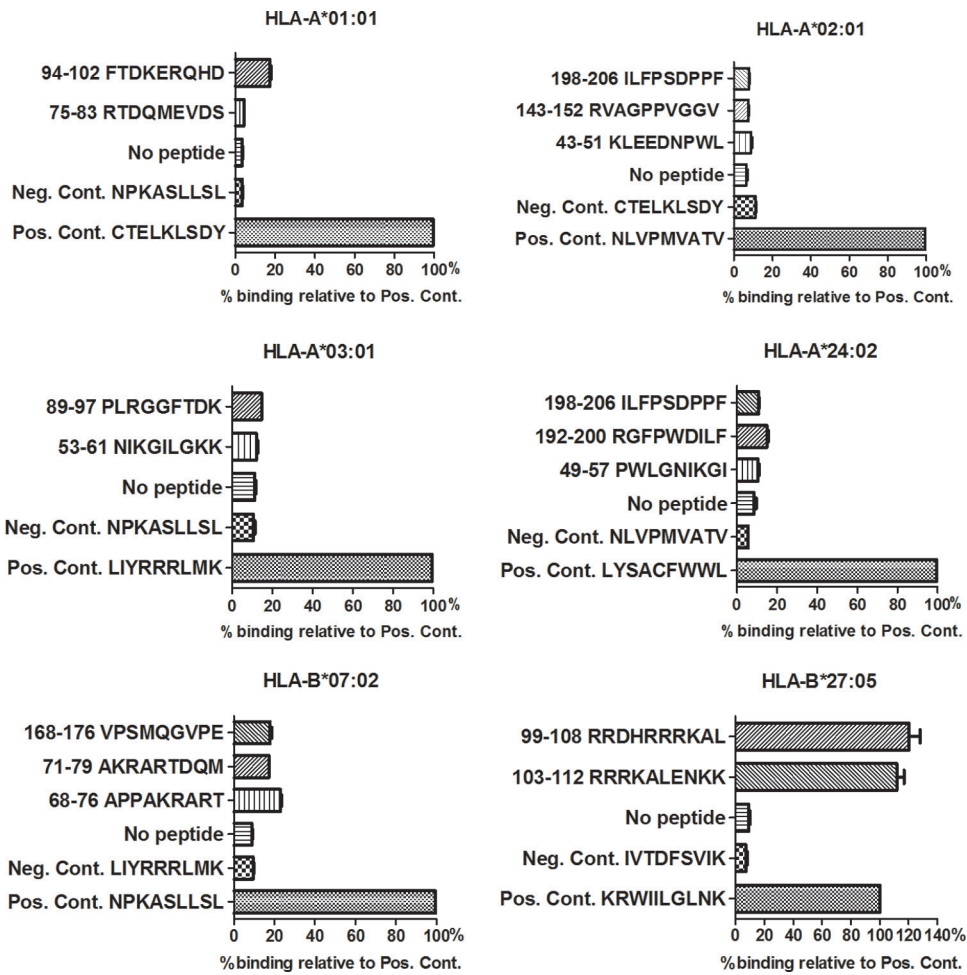 HLA-A*01:01
94-102 FTDKERQHD
75-83 RTDQMEVDS
No peptide
Neg. Cont. NPKASLLSL
Pos. Cont. CTELKLSDY
0 20 40 60 80 100%
% binding relative to Pos. Cont.
HLA-A*02:01
198-206 ILFPSDPPF
143-152 RVAGPPVGGV
43-51 KLEEDNPWL
No peptide
Neg. Cont. CTELKLSDY
Pos. Cont. NLVPMVATV
0 20 40 60 80 100%
% binding relative to Pos. Cont.
HLA-A*03:01
89-97 PLRGGFTDK
53-61 NIKGILGKK
No peptide
Neg. Cont. NPKASLLSL
Pos. Cont. LIYRRRLMK
0 20 40 60 80 100%
% binding relative to Pos. Cont.
HLA-A*24:02
198-206 ILFPSDPPF
192-200 RGFPWDILF
49-57 PWLGNIKGI
No peptide
Neg. Cont. NLVPMVATV
Pos. Cont. LYSACFWWL
0 20 40 60 80 100%
% binding relative to Pos. Cont.
HLA-B*07:02
168-176 VPSMQGVPE
71-79 AKRARTDQM
68-76 APPAKRART
No peptide
Neg. Cont. LIYRRRLMK
Pos. Cont. NPKASLLSL
0 20 40 60 80 100%
% binding relative to Pos. Cont.
HLA-B*27:05
99-108 RRDHRRRKAL
103-112 RRRKALENKK
No peptide
Neg. Cont. IVTDFSVIK
Pos. Cont. KRWIILGLNK
0 20 40 60 80 100 120 140%
% binding relative to Pos. Cont.